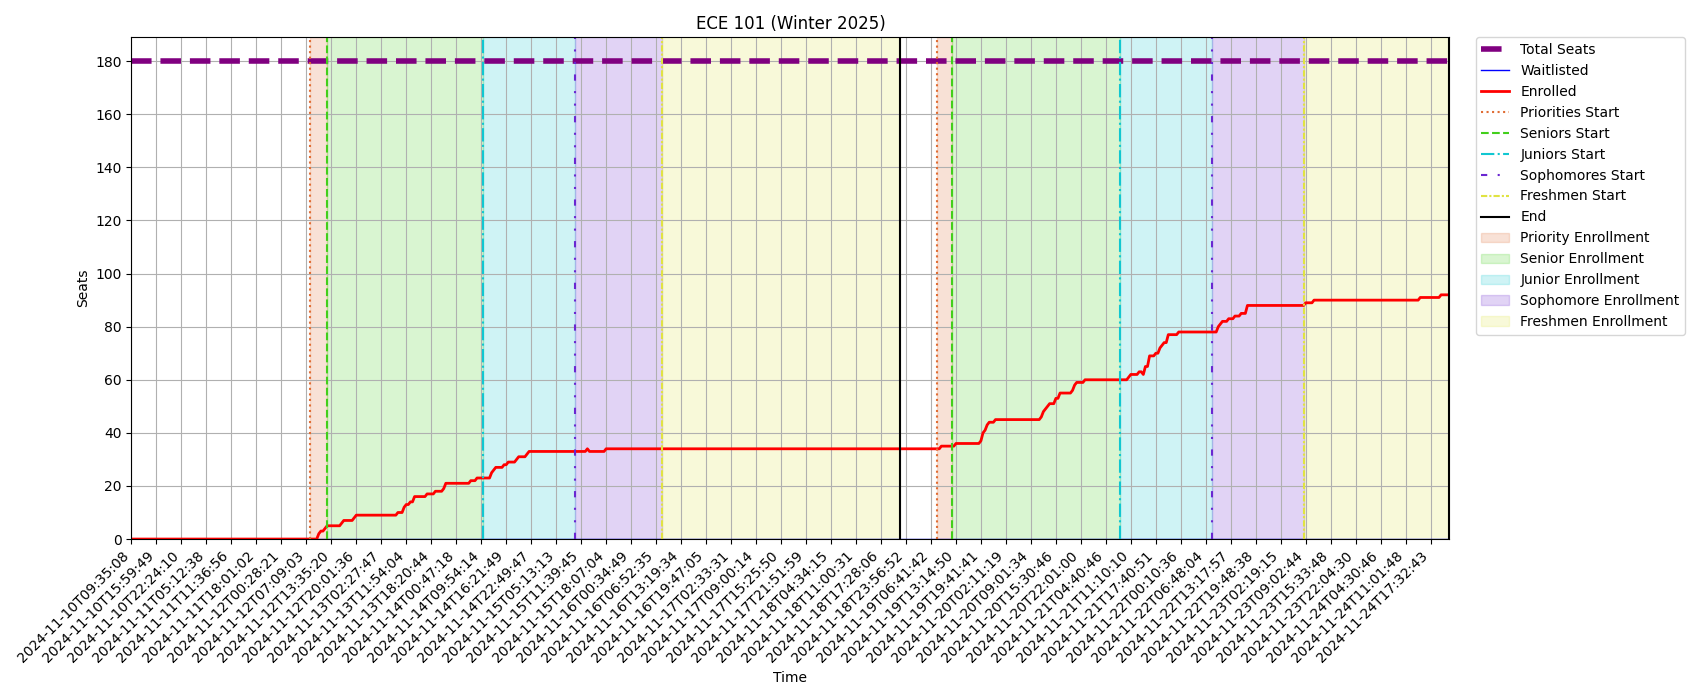 ECE 101 (Winter 2025)
Seats
180
160
140
120
100
80
60
40
20
0
2024-11-10T09:35:08
2024-11-10T15:59:49
2024-11-10T22:24:10
2024-11-11T05:12:38
2024-11-11T11:36:56
2024-11-11T18:01:02
2024-11-12T00:28:21
2024-11-12T07:09:03
2024-11-12T13:35:20
2024-11-12T20:01:36
2024-11-13T03:27:47
2024-11-13T11:54:04
2024-11-13T18:20:44
2024-11-14T00:47:18
2024-11-14T09:54:14
2024-11-14T16:21:49
2024-11-14T22:49:47
2024-11-15T05:13:13
2024-11-15T11:39:45
2024-11-15T18:07:04
2024-11-16T00:34:49
2024-11-16T06:52:35
2024-11-16T13:19:34
2024-11-16T19:47:05
2024-11-17T02:33:31
2024-11-17T09:00:14
2024-11-17T15:25:50
2024-11-17T21:51:59
2024-11-18T04:34:15
2024-11-18T11:00:31
2024-11-18T17:28:06
2024-11-18T23:56:52
2024-11-19T06:41:42
2024-11-19T13:14:50
2024-11-19T19:41:41
2024-11-20T02:11:19
2024-11-20T09:01:34
2024-11-20T15:30:46
2024-11-20T22:01:00
2024-11-21T04:40:46
2024-11-21T11:10:10
2024-11-21T17:40:51
2024-11-22T00:10:36
2024-11-22T06:48:04
2024-11-22T13:17:57
2024-11-22T19:48:38
2024-11-23T02:19:15
2024-11-23T09:02:44
2024-11-23T15:33:48
2024-11-23T22:04:30
2024-11-24T04:30:46
2024-11-24T11:01:48
2024-11-24T17:32:43
Time
Total Seats
Waitlisted
Enrolled
Priorities Start
Seniors Start
Juniors Start
Sophomores Start
Freshmen Start
End
Priority Enrollment
Senior Enrollment
Junior Enrollment
Sophomore Enrollment
Freshmen Enrollment